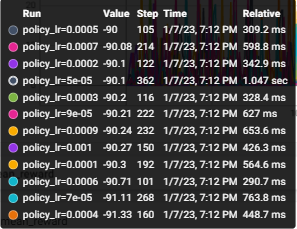 Run Value Step Time Relative
policy_lr=0.0005 -90 105 1/7/23, 7:12 PM 309.2 ms
policy_lr=0.0007 -90.08 214 1/7/23, 7:12 PM 598.8 ms
policy_lr=0.0002 -90.1 122 1/7/23, 7:12 PM 342.9 ms
policy_lr=5e-05 -90.1 362 1/7/23, 7:12 PM 1.047 sec
policy_lr=0.0003 -90.2 116 1/7/23, 7:12 PM 328.4 ms
policy_lr=9e-05 -90.21 222 1/7/23, 7:12 PM 627 ms
policy_lr=0.0009 -90.24 232 1/7/23, 7:12 PM 653.6 ms
policy_lr=0.001 -90.27 150 1/7/23, 7:12 PM 426.3 ms
policy_lr=0.0001 -90.3 192 1/7/23, 7:12 PM 564.6 ms
policy_lr=0.0006 -90.71 101 1/7/23, 7:12 PM 290.7 ms
policy_lr=7e-05 -91.11 268 1/7/23, 7:12 PM 763.8 ms
policy_lr=0.0004 -91.33 160 1/7/23, 7:12 PM 448.7 ms